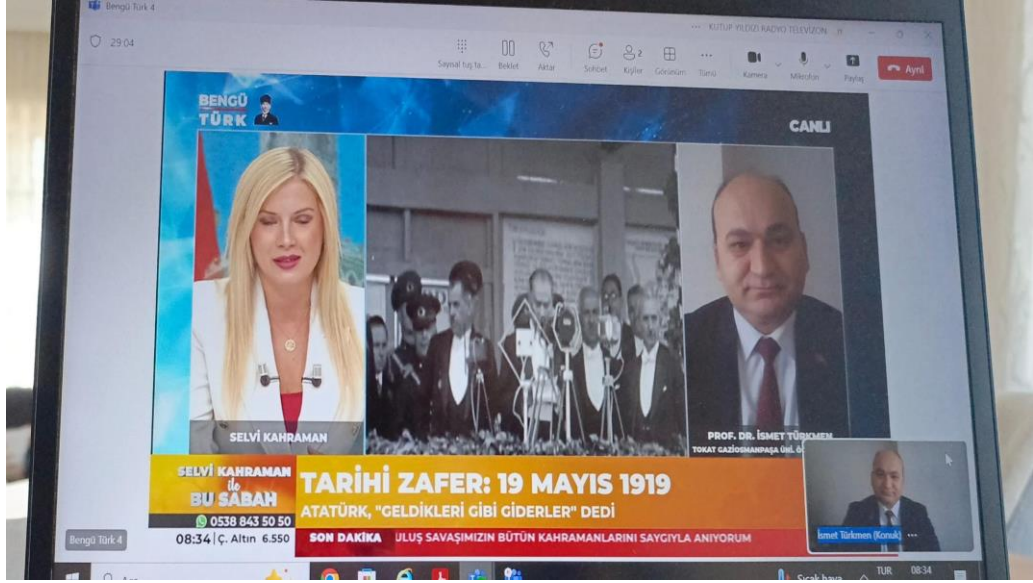 Bengü Türk 4
KUTUP YILDIZI RADYO TELEVİZYON
29:04
Sayısal tuş ta...
Beklet
Aktar
Sohbet
Kişiler
2
Görünüm
Tümü
Kamera
Mikrofon
Paylaş
Ayrıl
BENGÜ
TÜRK
CANLI
SELVİ KAHRAMAN
PROF. DR. İSMET TÜRKMEN
TOKAT GAZİOSMANPAŞA ÜNİ.
SELVİ KAHRAMAN
ile
BU SABAH
TARİHİ ZAFER: 19 MAYIS 1919
ATATÜRK, "GELDİKLERİ GİBİ GİDERLER" DEDİ
0538 843 50 50
08:34 Ç. Altın 6.550
SON DAKİKA
ULUŞ SAVAŞIMIZIN BÜTÜN KAHRAMANLARINI SAYGIYLA ANIYORUM
Bengü Türk 4
İsmet Türkmen (Konuk)
Sıcak hava
TUR
08:34